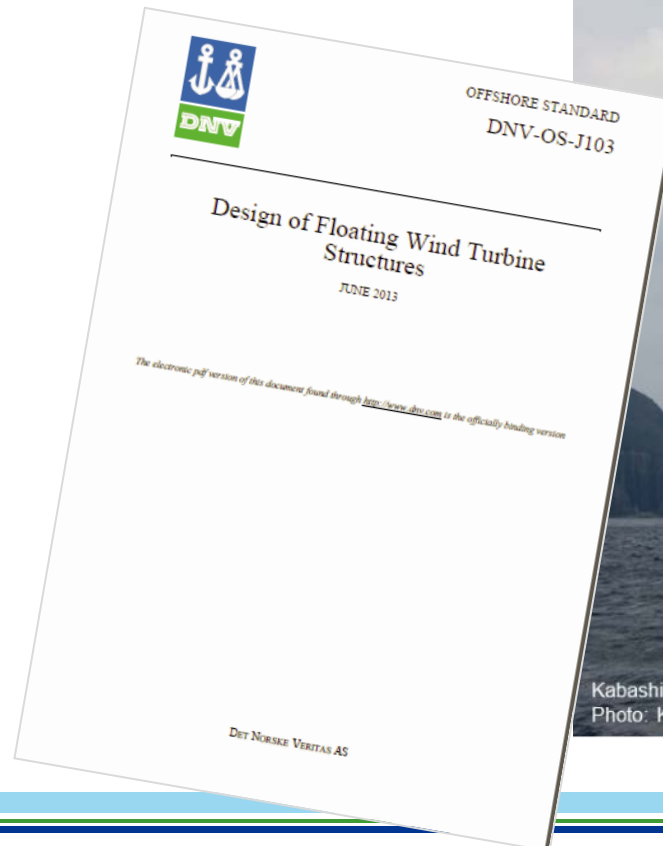 DNV
OFFSHORE STANDARD
DNV-OS-J103
Design of Floating Wind Turbine
Structures
JUNE 2013
The electronic pdf version of this document found through http://www.dnv.com is the officially binding version
DET NORSKE VERITAS AS
Photo: